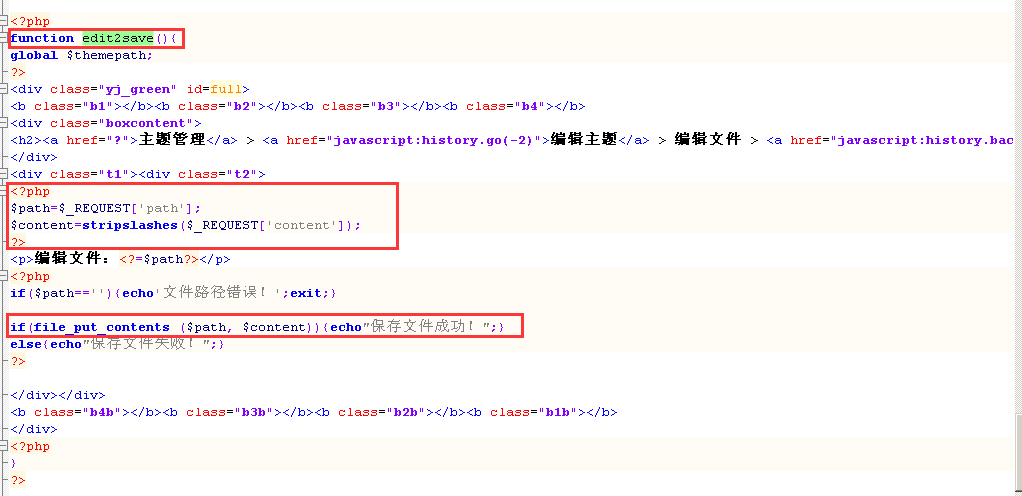 <?php
function edit2save(){
global $themepath;
?>
<div class="yj_green" id=full>
<b class="b1"></b><b class="b2"></b><b class="b3"></b><b class="b4"></b>
<div class="boxcontent">
<h2><a href="?">主题管理</a> > <a href="javascript:history.go(-2)">编辑主题</a> > 编辑文件 > <a href="javascript:history.bac
</div>
<div class="t1"><div class="t2">
<?php
$path=$_REQUEST['path'];
$content=stripslashes($_REQUEST['content']);
?>
<p>编辑文件：<?=$path?></p>
<?php
if($path==''){echo'文件路径错误！';exit;}
if(file_put_contents ($path, $content)){echo"保存文件成功！";}
else{echo"保存文件失败！";}
?>
</div></div>
<b class="b4b"></b><b class="b3b"></b><b class="b2b"></b><b class="b1b"></b>
</div>
<?php
}
?>